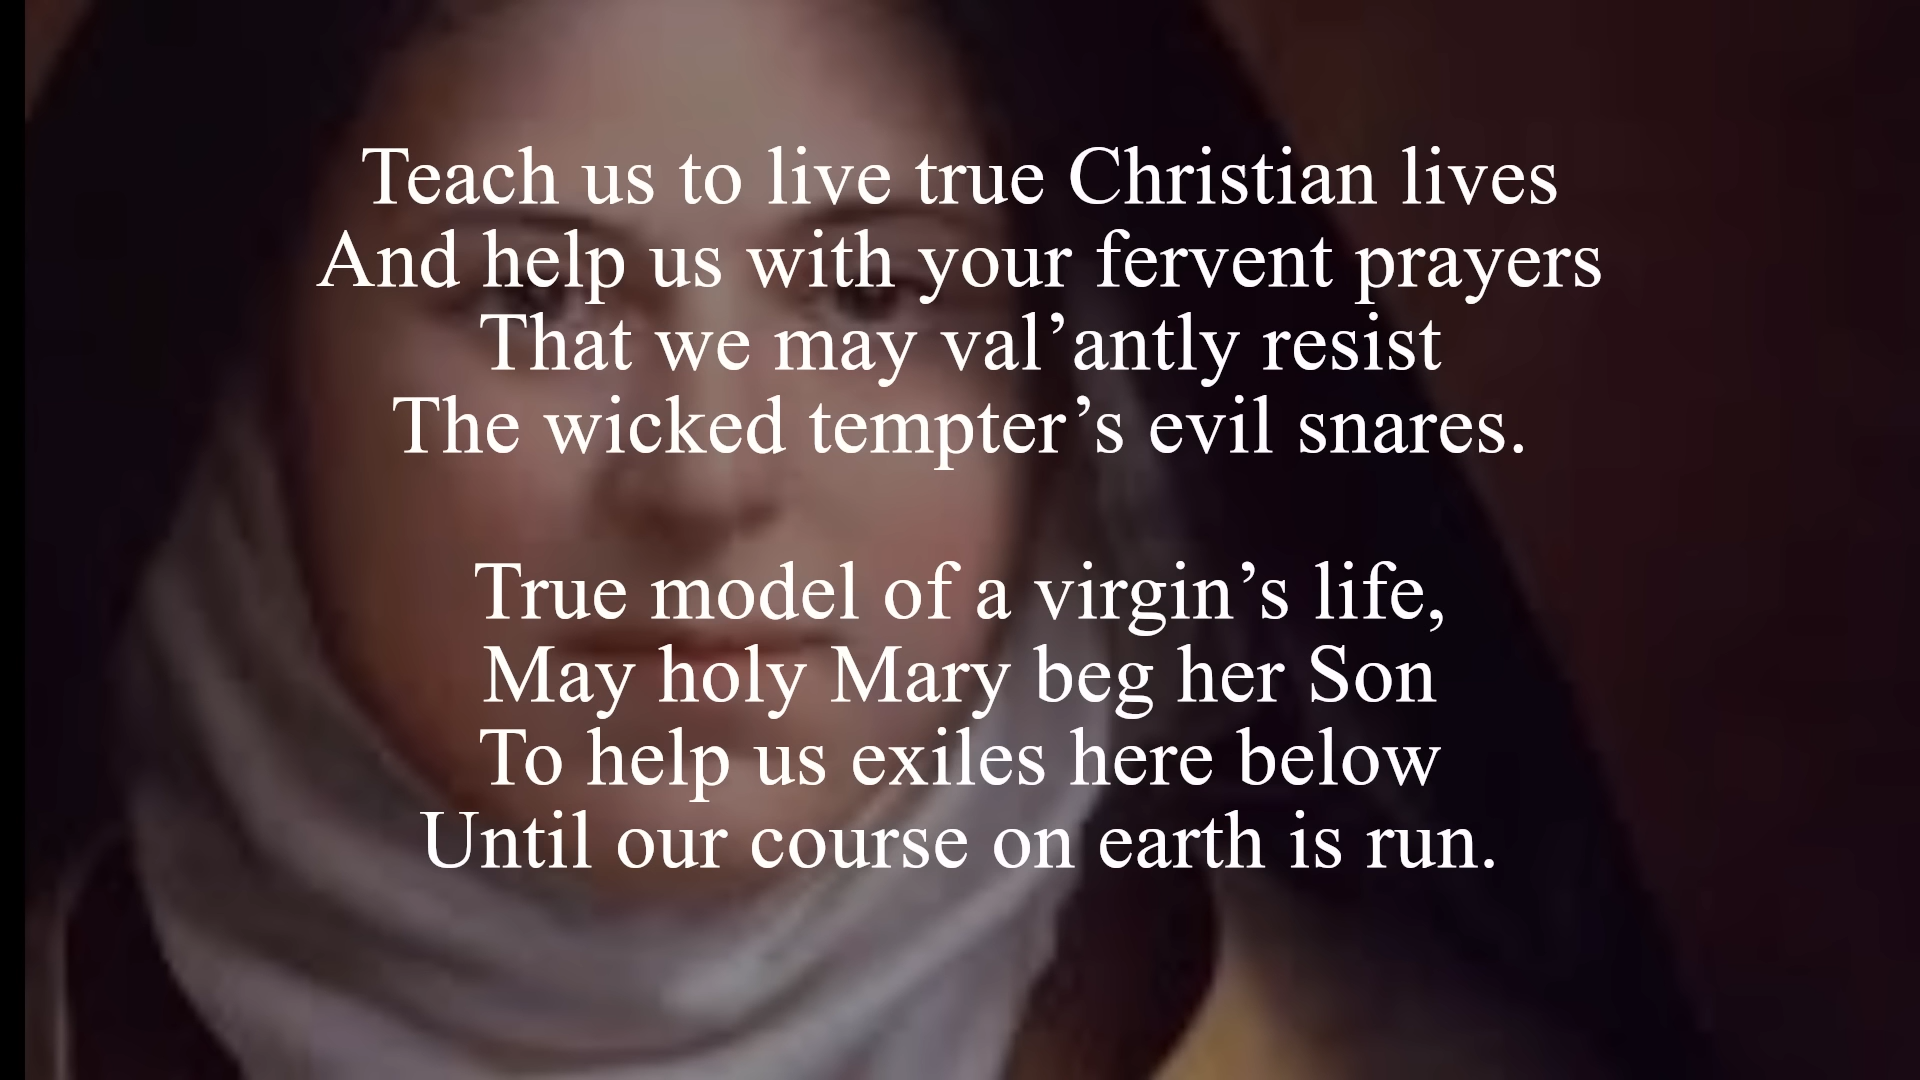 Teach us to live true Christian lives
And help us with your fervent prayers
That we may val’antly resist
The wicked tempter’s evil snares.
True model of a virgin’s life,
May holy Mary beg her Son
To help us exiles here below
Until our course on earth is run.